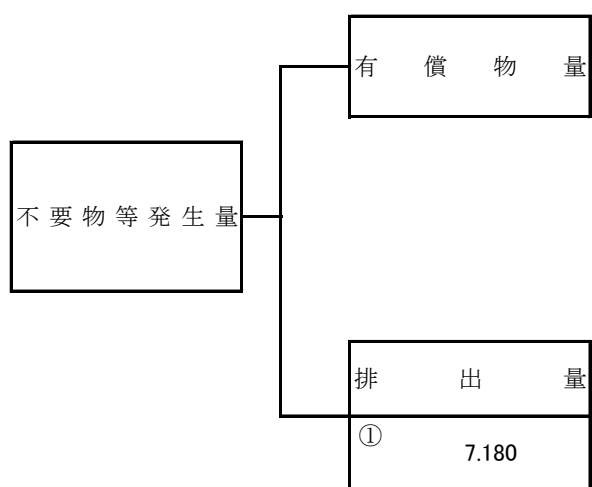 有償物量
不要物等発生量
排出量
①
7.180